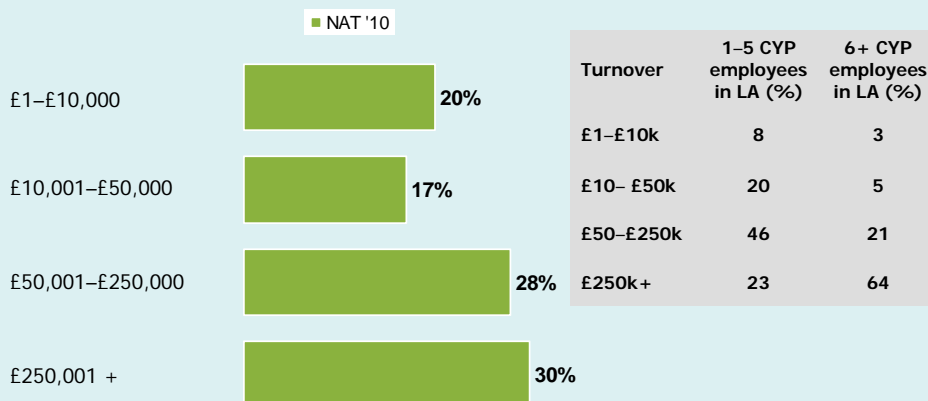 NAT '10
£1–£10,000
20%
£10,001–£50,000
17%
£50,001–£250,000
28%
£250,001 +
30%
Turnover
1–5 CYP
employees
in LA (%)
6+ CYP
employees
in LA (%)
£1–£10k 8 3
£10– £50k 20 5
£50–£250k 46 21
£250k+ 23 64